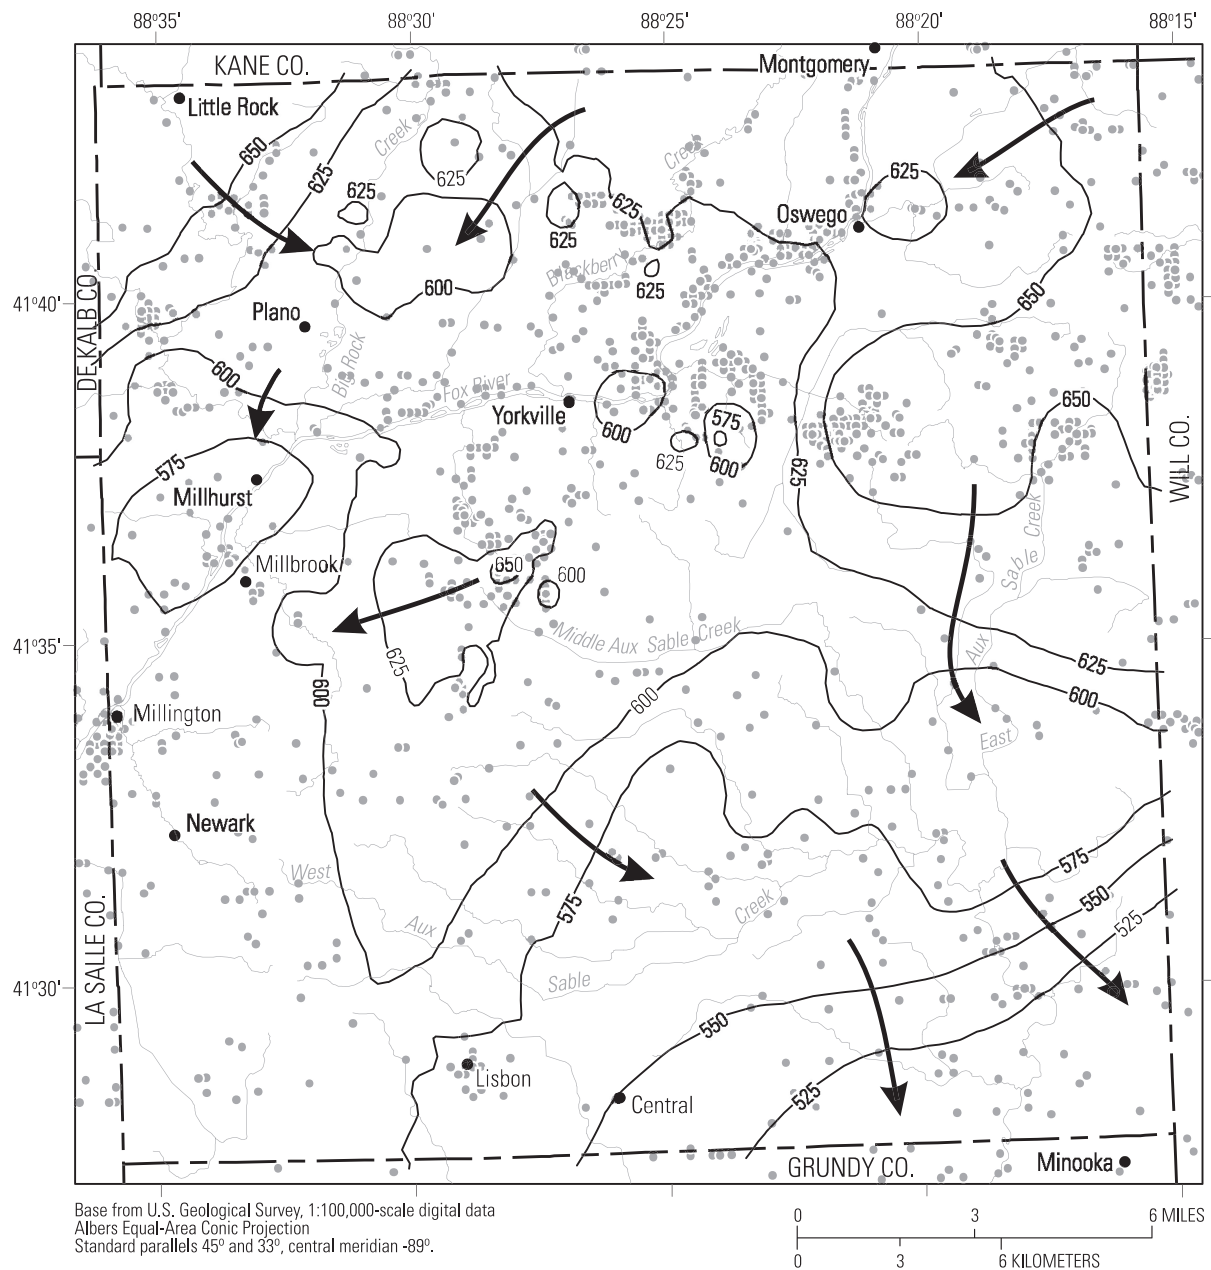 88°35' 88°30' 88°25' 88°20' 88°15'
Montgomery
KANE CO.
Little Rock
650
625
Creek
625
625
625
625
625
Creek
625
Oswego
Blackberry
625
600
650
41°40'
DE KALB CO.
Plano
Big Rock
600
Fox River
Yorkville
600
575
600
625
650
625
WILL CO.
575
Millhurst
Millbrook
650
600
Sable Creek
Aux
Middle Aux Sable Creek
41°35'
625
600
600
625
600
Millington
East
Newark
West
Aux
Creek
575
575
550
525
LA SALLE CO.
41°30'
Sable
550
Lisbon
Central
525
GRUNDY CO.
Minooka
Base from U.S. Geological Survey, 1:100,000-scale digital data
Albers Equal-Area Conic Projection
Standard parallels 45° and 33°, central meridian -89°.
0 3 6 MILES
0 3 6 KILOMETERS